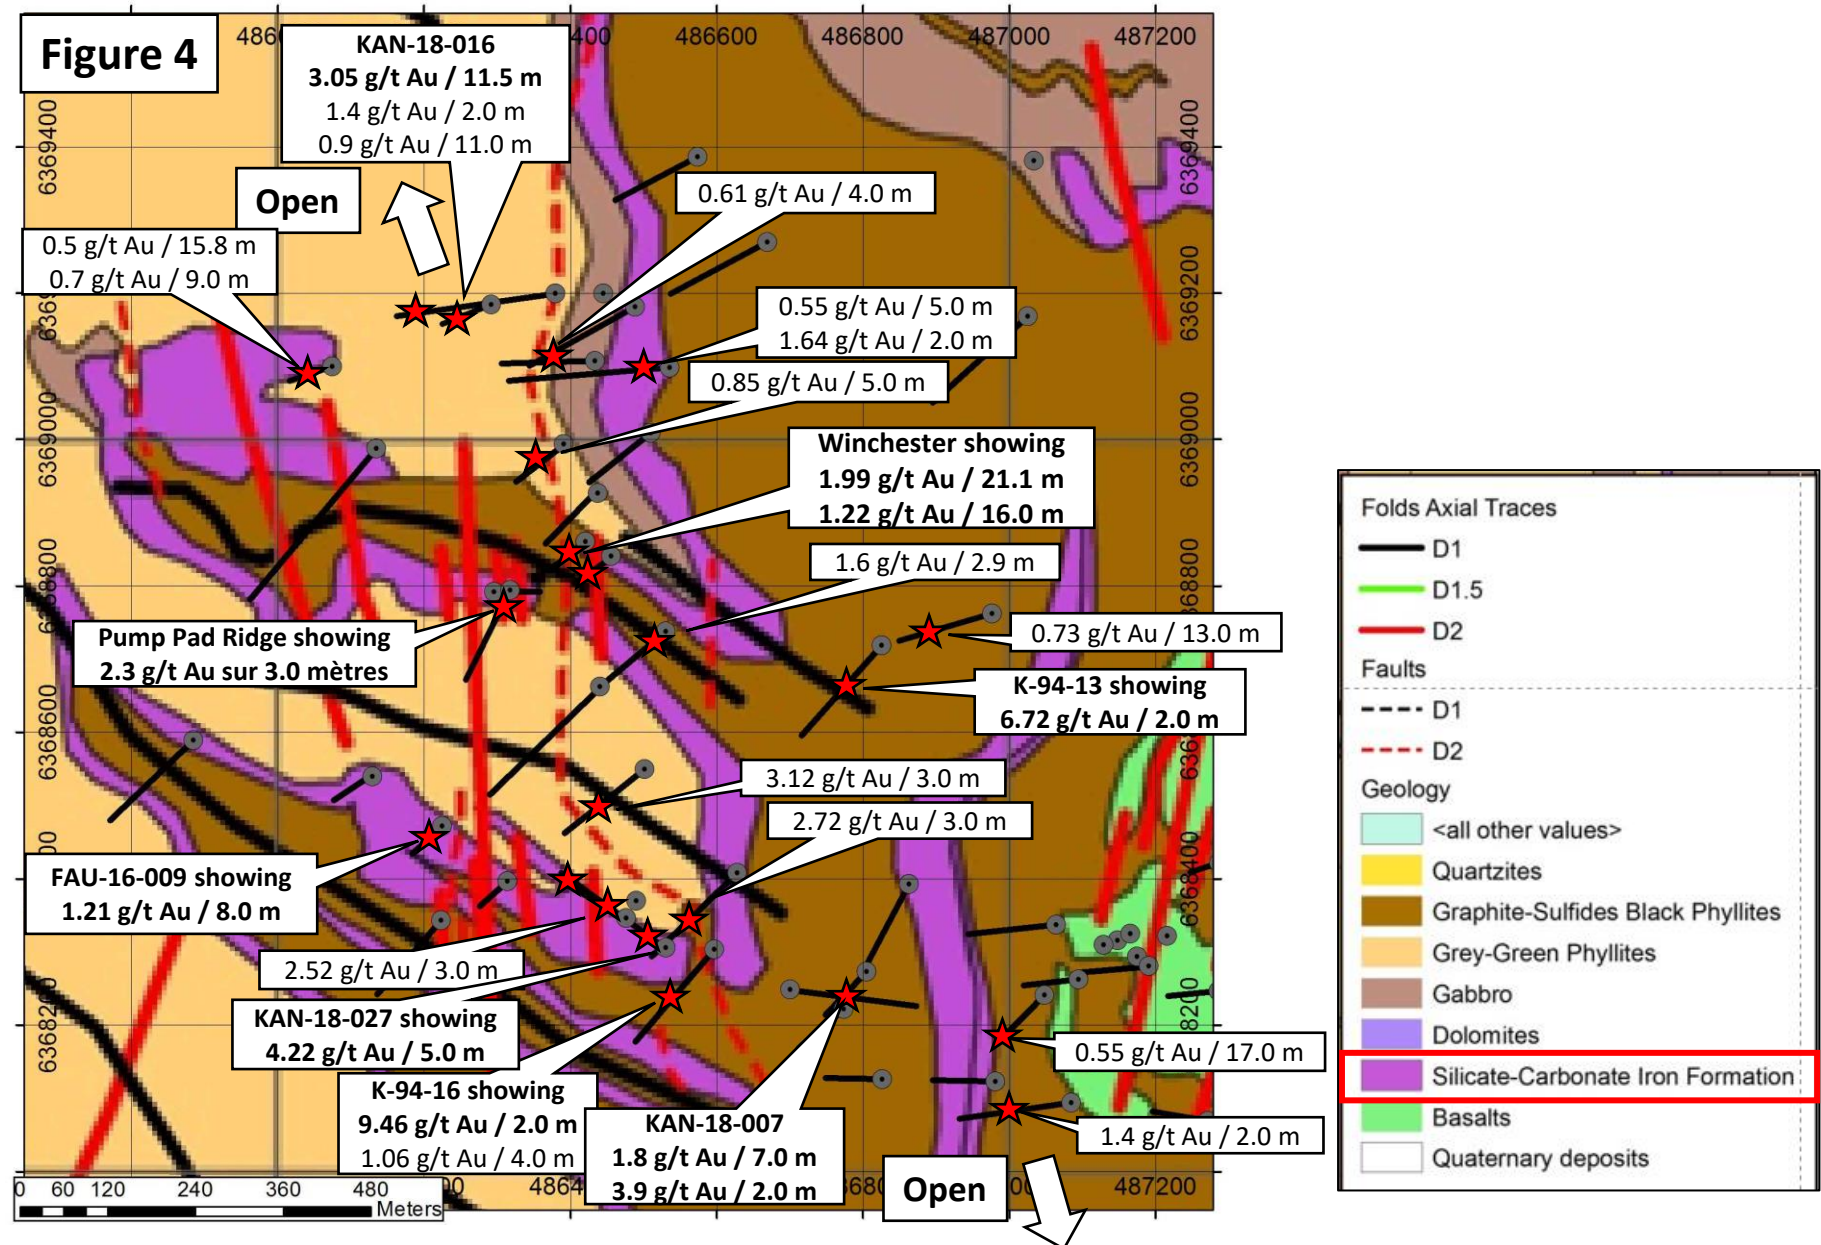 Figure 4
486
400
486600
486800
487000
487200
KAN-18-016
3.05 g/t Au / 11.5 m
1.4 g/t Au / 2.0 m
0.9 g/t Au / 11.0 m
6369400
6369400
Open
0.61 g/t Au / 4.0 m
0.5 g/t Au / 15.8 m
0.7 g/t Au / 9.0 m
6369200
0.55 g/t Au / 5.0 m
1.64 g/t Au / 2.0 m
0.85 g/t Au / 5.0 m
6369000
6369000
Winchester showing
1.99 g/t Au / 21.1 m
1.22 g/t Au / 16.0 m
1.6 g/t Au / 2.9 m
6368800
Pump Pad Ridge showing
2.3 g/t Au sur 3.0 mètres
0.73 g/t Au / 13.0 m
K-94-13 showing
6.72 g/t Au / 2.0 m
6368600
3.12 g/t Au / 3.0 m
2.72 g/t Au / 3.0 m
FAU-16-009 showing
1.21 g/t Au / 8.0 m
6368400
2.52 g/t Au / 3.0 m
KAN-18-027 showing
4.22 g/t Au / 5.0 m
6368200
6368200
0.55 g/t Au / 17.0 m
K-94-16 showing
9.46 g/t Au / 2.0 m
1.06 g/t Au / 4.0 m
KAN-18-007
1.8 g/t Au / 7.0 m
3.9 g/t Au / 2.0 m
1.4 g/t Au / 2.0 m
Open
487200
0 60 120 240 360 480
Meters
Folds Axial Traces
D1
D1.5
D2
Faults
D1
D2
Geology
<all other values>
Quartzites
Graphite-Sulfides Black Phyllites
Grey-Green Phyllites
Gabbro
Dolomites
Silicate-Carbonate Iron Formation
Basalts
Quaternary deposits